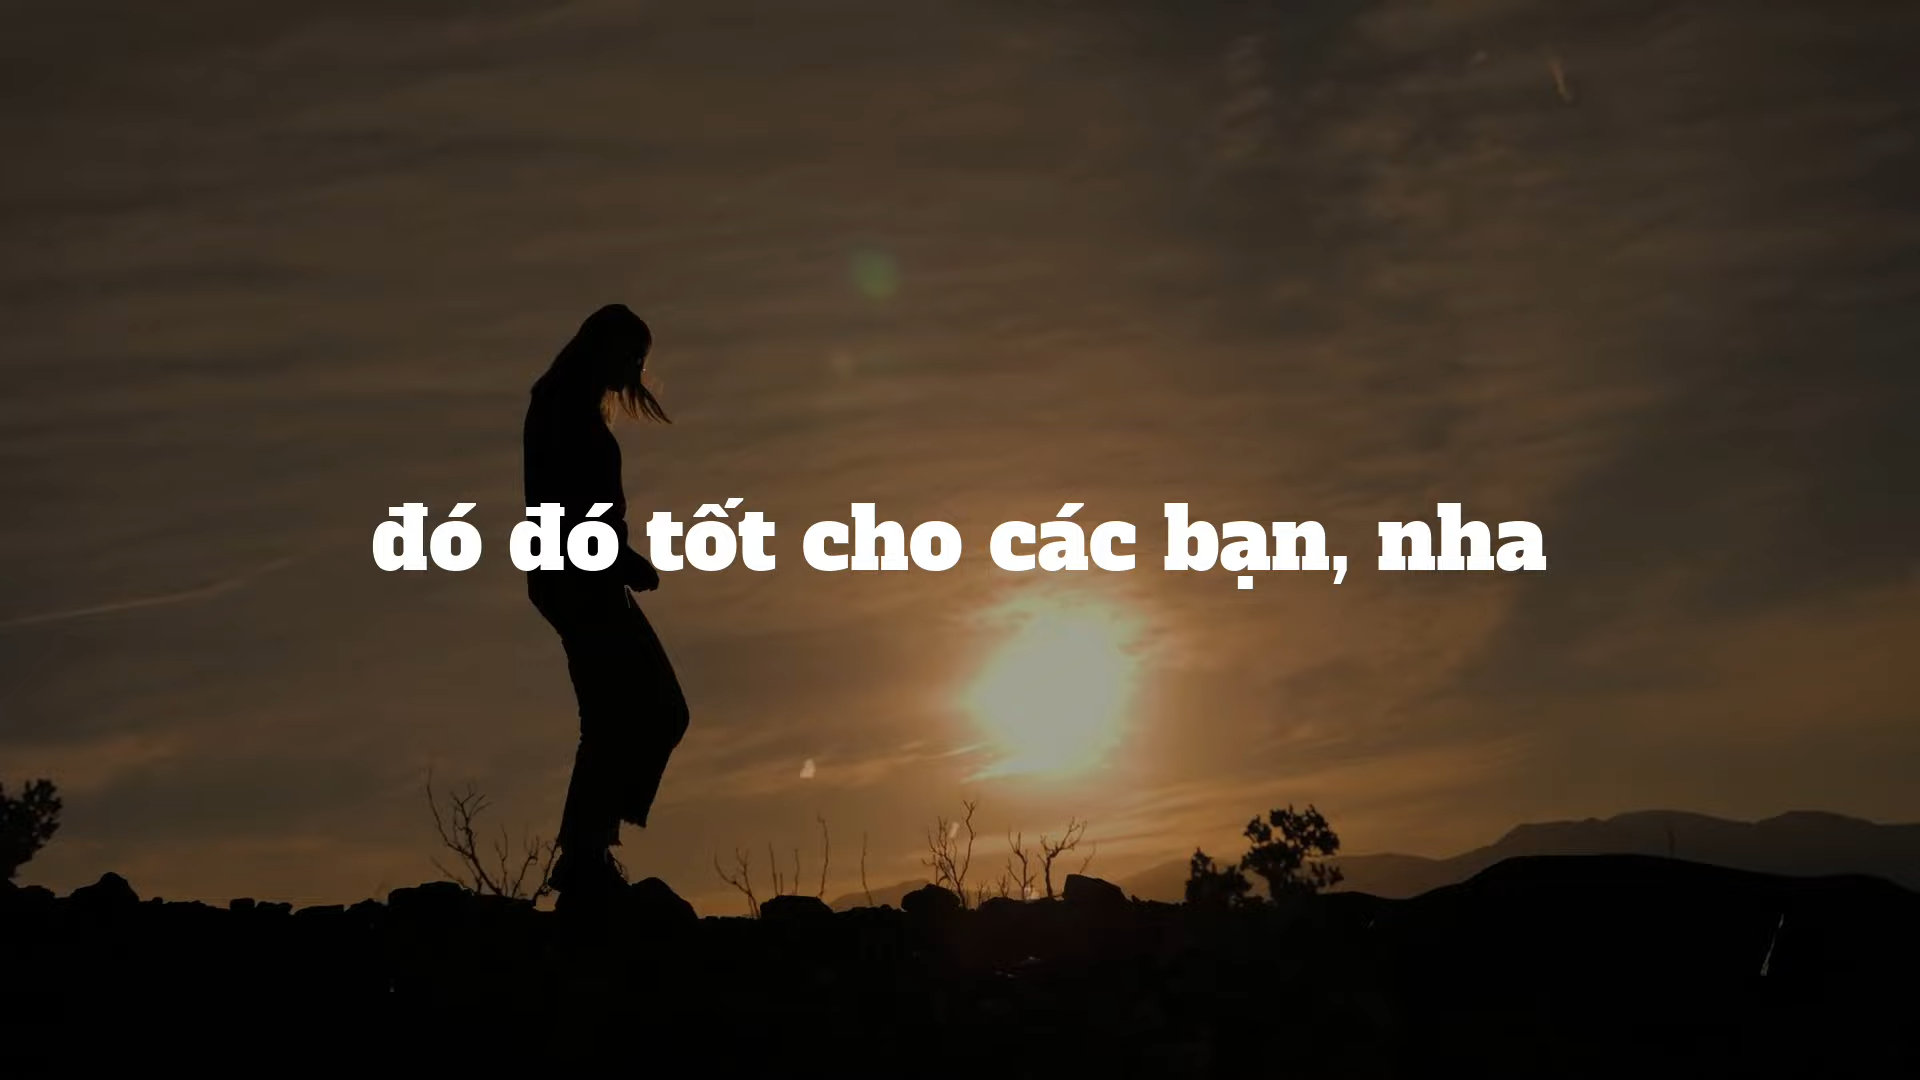 đó đó tốt cho các bạn, nha